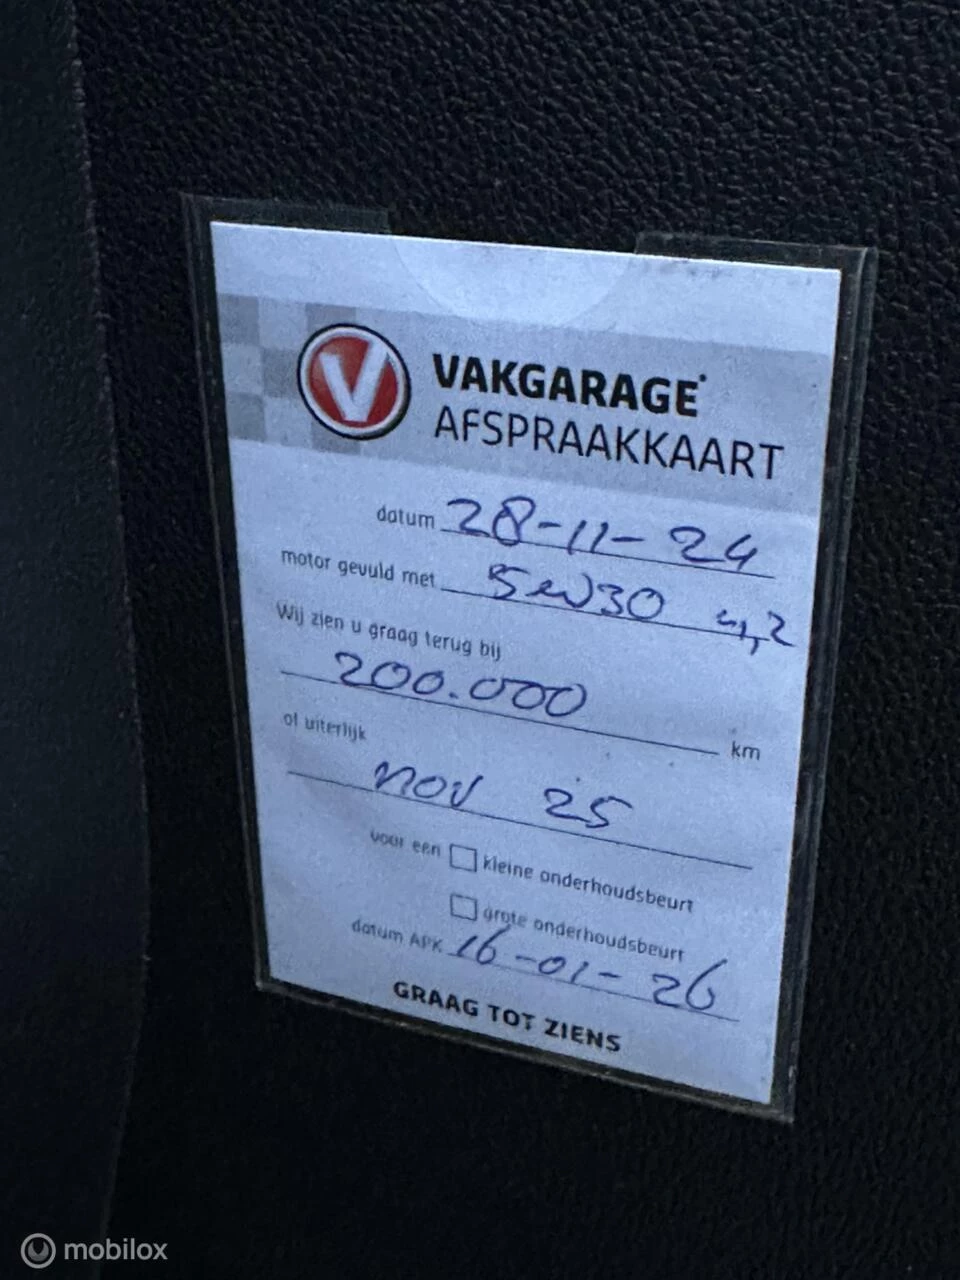 V VAKGARAGE
AFSPRAAKKAART
datum 28-11-24
motor gevuld met 5W30 4,2
Wij zien u graag terug bij
200.000 km
of uiterlijk
nov 25
voor een kleine onderhoudsbeurt
grote onderhoudsbeurt
datum APK 16-01-26
GRAAG TOT ZIENS
mobilox